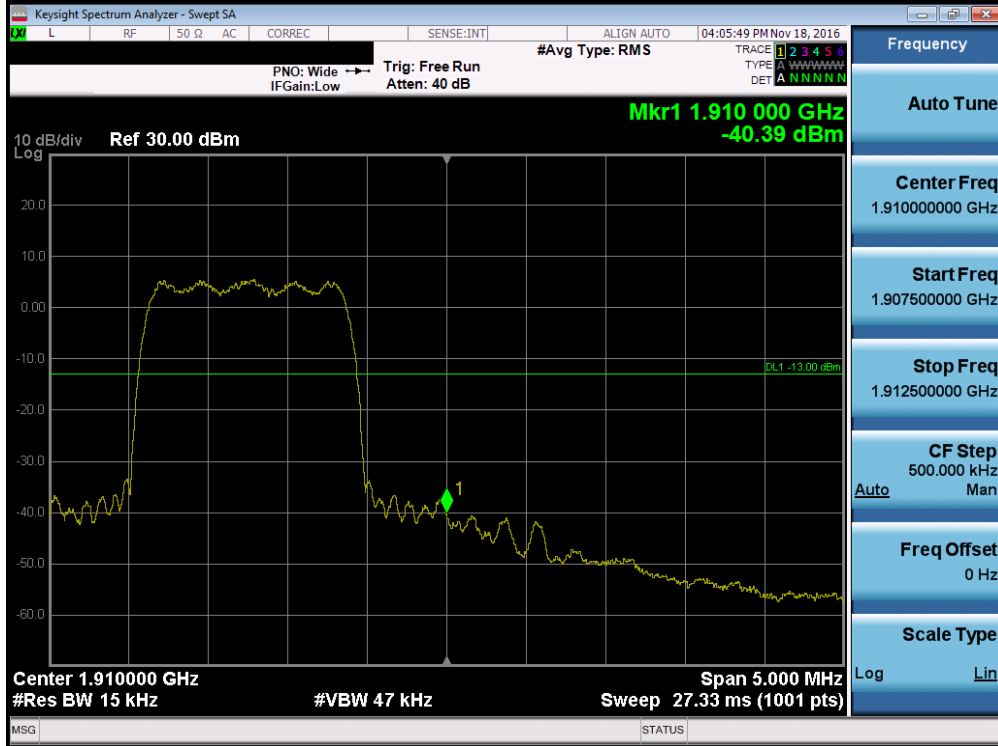 Keysight Spectrum Analyzer - Swept SA
LXI L RF 50 Ω AC CORREC SENSE:INT ALIGN AUTO 04:05:49 PM Nov 18, 2016
#Avg Type: RMS
TRACE 1 2 3 4 5 6
TYPE A WWWWW
DET A N N N N N
PNO: Wide
IFGain:Low
Trig: Free Run
Atten: 40 dB
Mkr1 1.910 000 GHz
-40.39 dBm
10 dB/div
Log
Ref 30.00 dBm
20.0
10.0
0.00
-10.0
DL1 -13.00 dBm
-20.0
-30.0
1
-40.0
-50.0
-60.0
Center 1.910000 GHz
Span 5.000 MHz
#Res BW 15 kHz
#VBW 47 kHz
Sweep 27.33 ms (1001 pts)
MSG
STATUS
Frequency
Auto Tune
Center Freq
1.910000000 GHz
Start Freq
1.907500000 GHz
Stop Freq
1.912500000 GHz
CF Step
500.000 kHz
Auto Man
Freq Offset
0 Hz
Scale Type
Log Lin